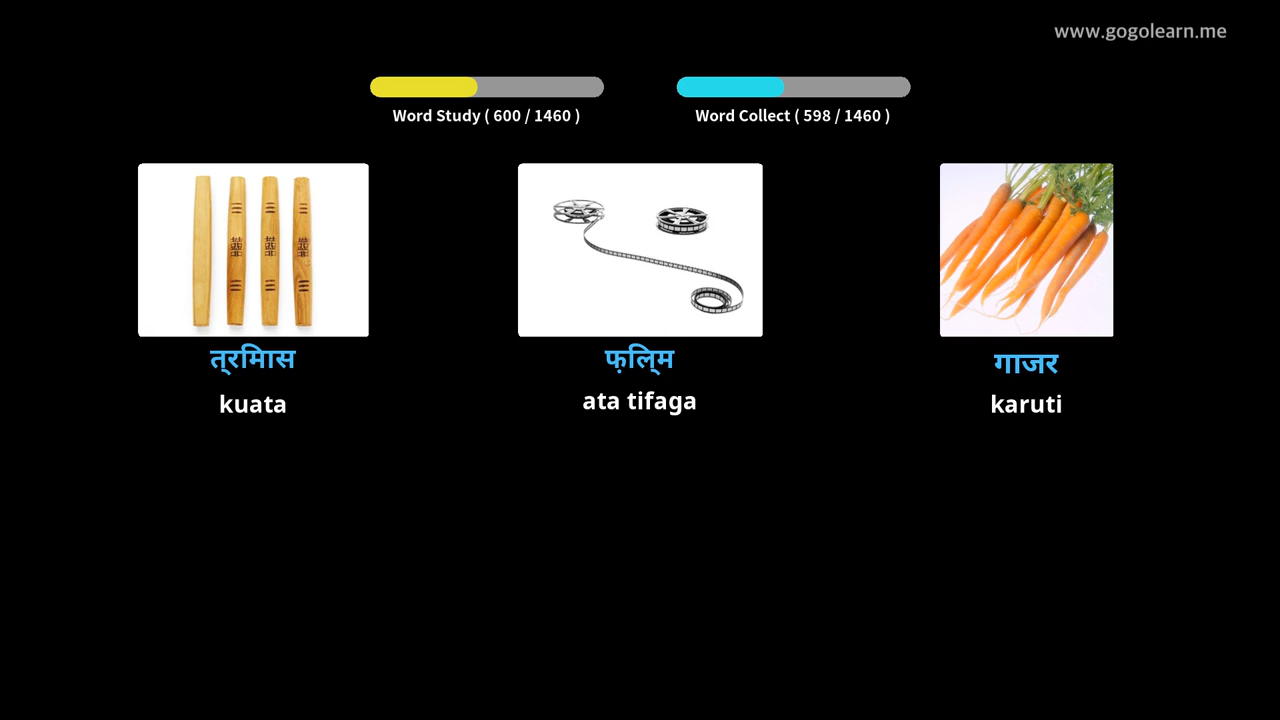 www.gogolearn.me
Word Study ( 600 / 1460 )
Word Collect ( 598 / 1460 )
त्रमिास
फ़लि्म
गाजर
kuata
ata tifaga
karuti